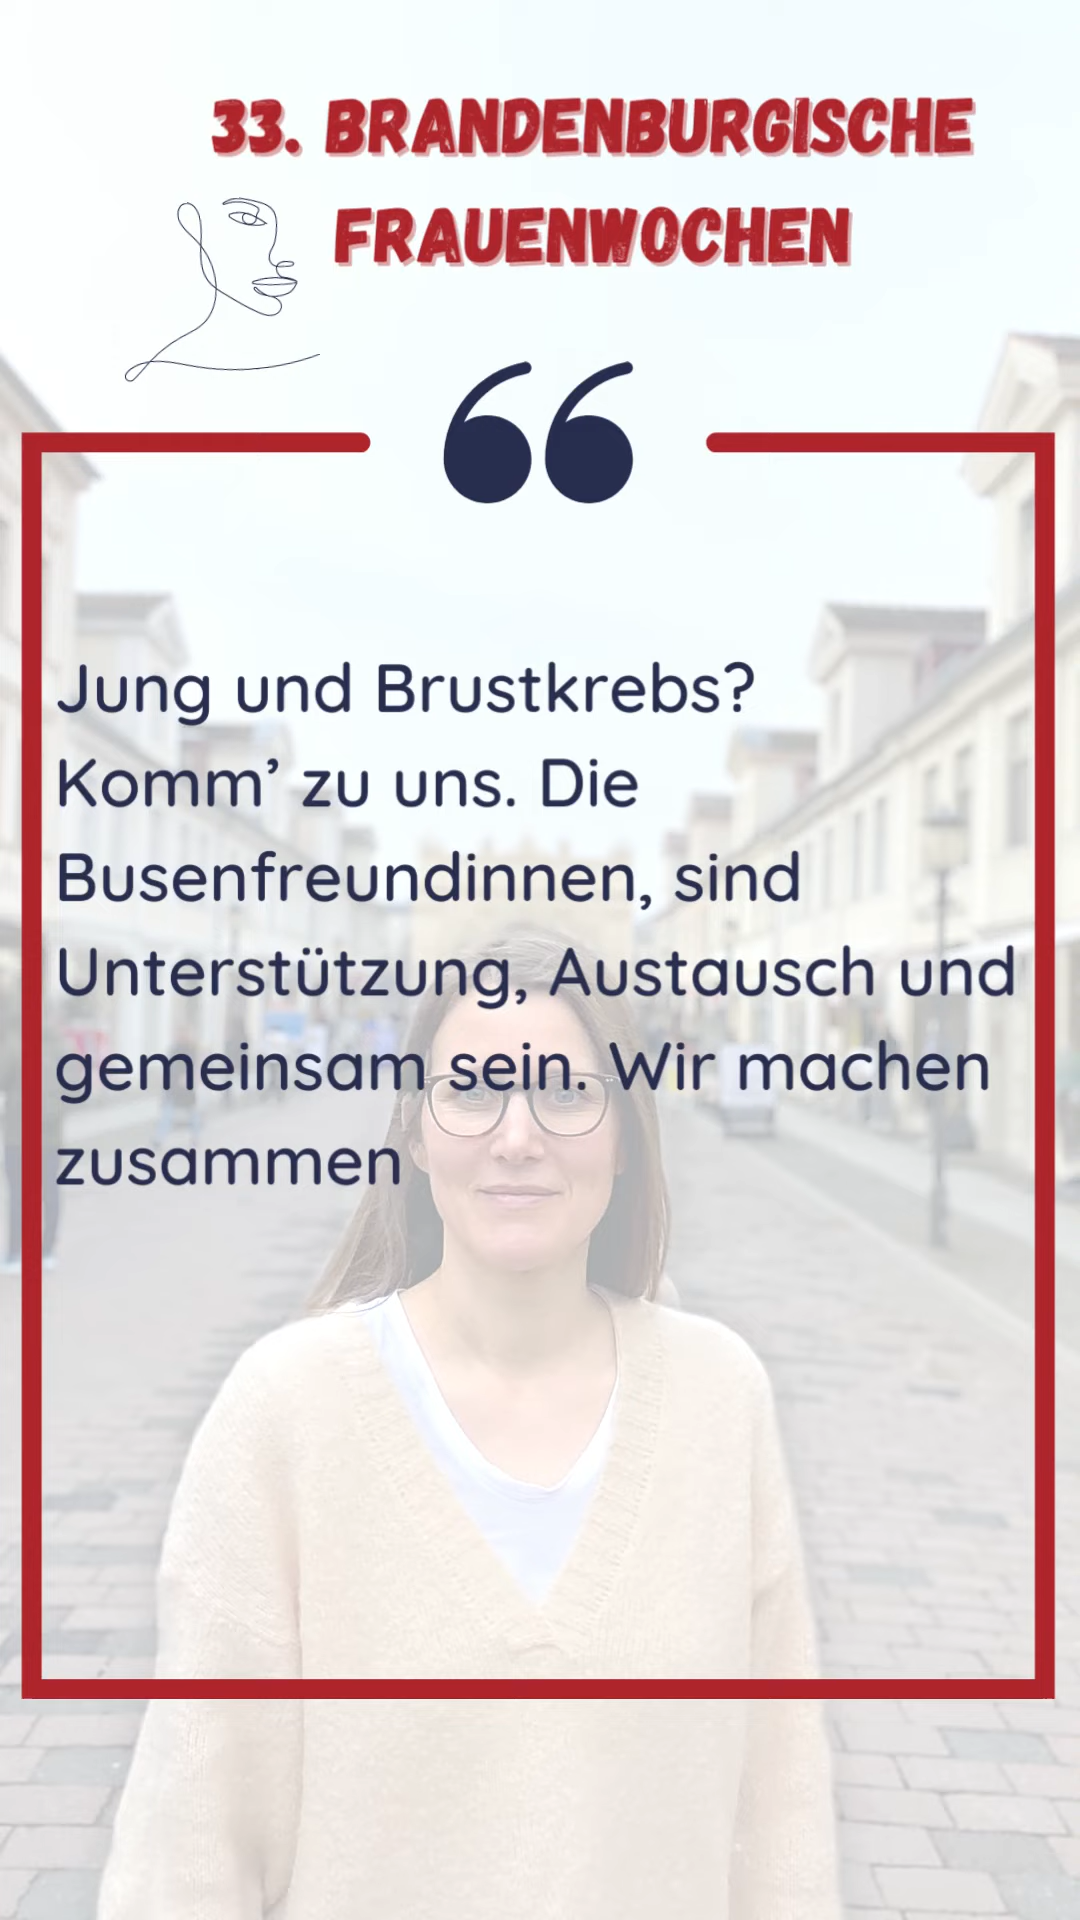 33. BRANDENBURGISCHE
FRAUENWOCHEN
“
Jung und Brustkrebs?
Komm’ zu uns. Die
Busenfreundinnen, sind
Unterstützung, Austausch und
gemeinsam sein. Wir machen
zusammen